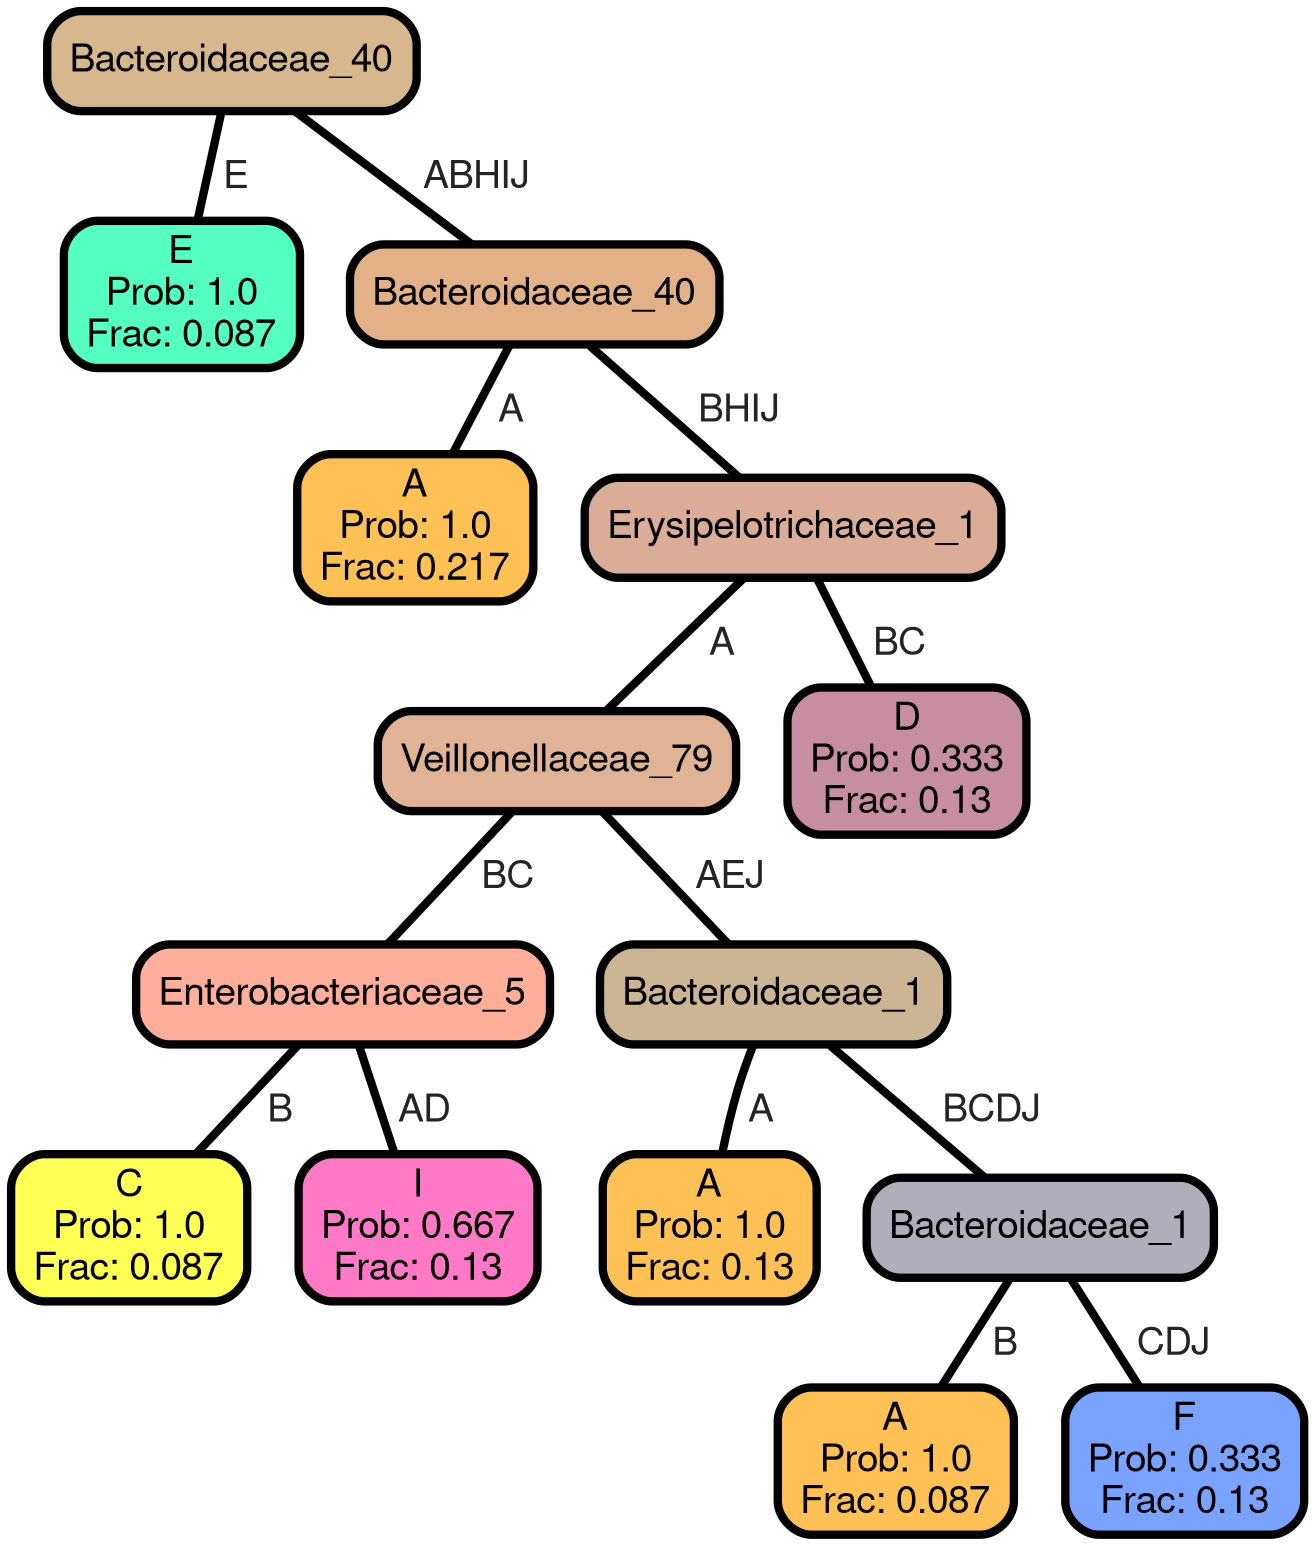 Bacteroidaceae_40
E
ABHIJ
E
Prob: 1.0
Frac: 0.087
Bacteroidaceae_40
A
BHIJ
A
Prob: 1.0
Frac: 0.217
Erysipelotrichaceae_1
A
BC
Veillonellaceae_79
D
Prob: 0.333
Frac: 0.13
BC
AEJ
Enterobacteriaceae_5
Bacteroidaceae_1
B
AD
A
BCDJ
C
Prob: 1.0
Frac: 0.087
I
Prob: 0.667
Frac: 0.13
A
Prob: 1.0
Frac: 0.13
Bacteroidaceae_1
B
CDJ
A
Prob: 1.0
Frac: 0.087
F
Prob: 0.333
Frac: 0.13